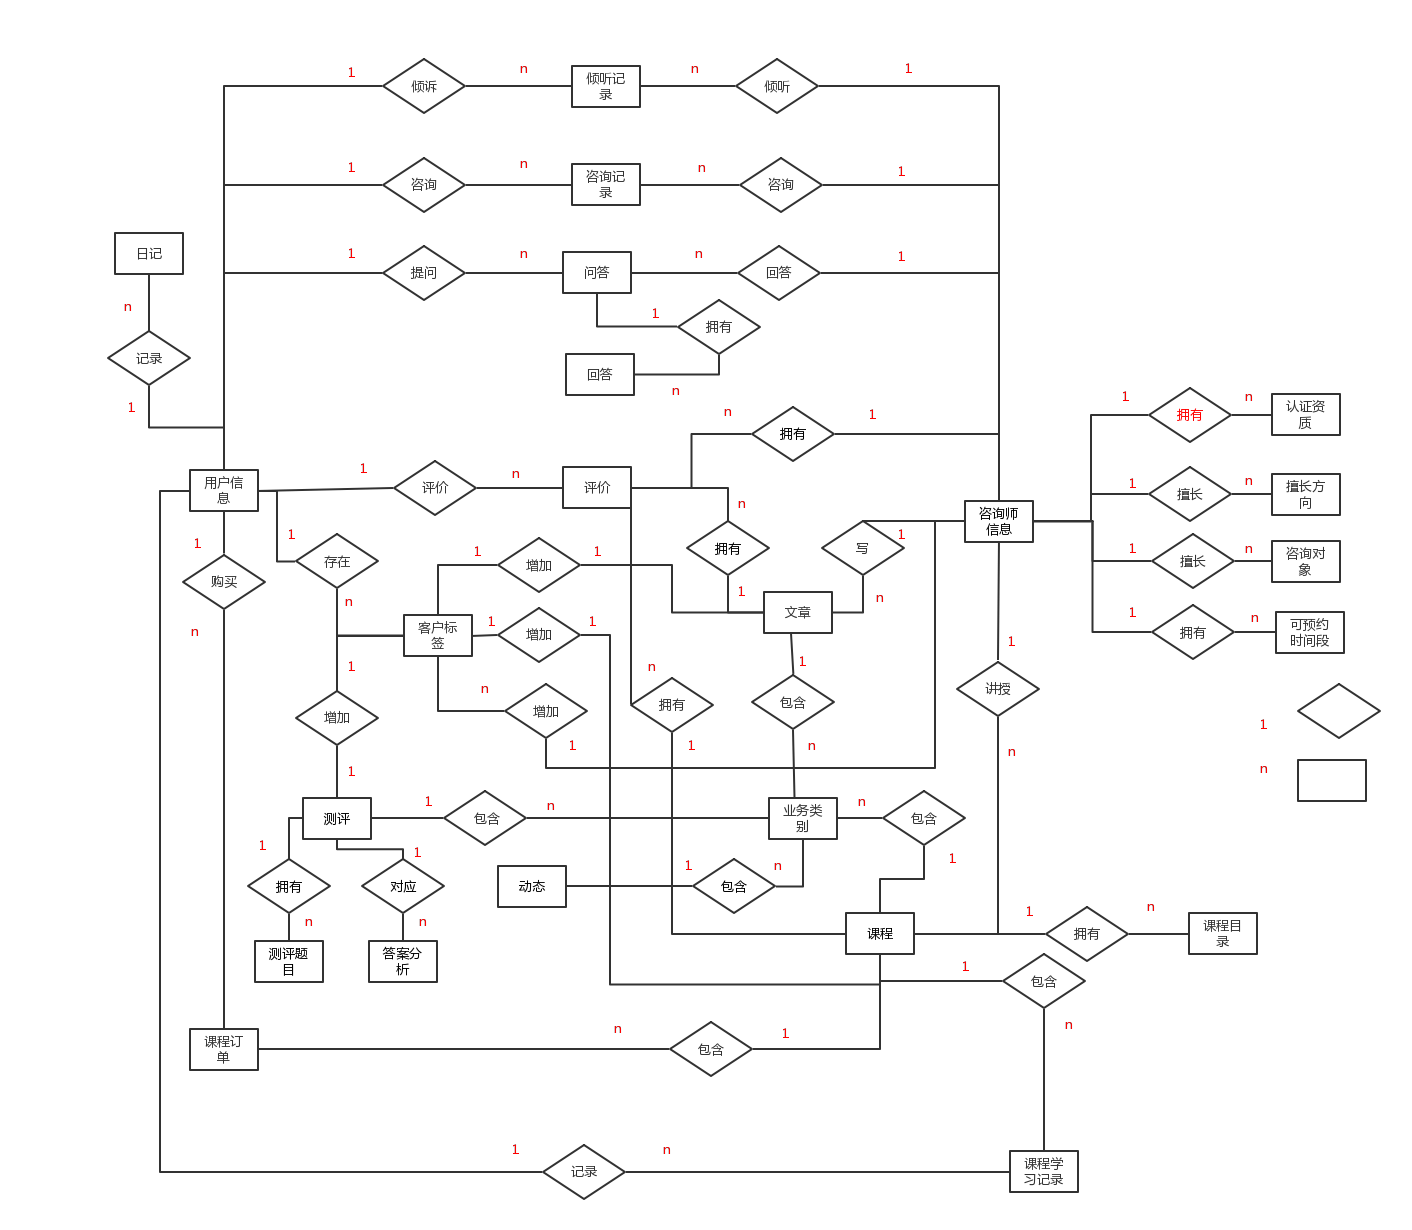 1
倾诉
n
倾听记
录
n
倾听
1
1
咨询
n
咨询记
录
n
咨询
1
日记
1
提问
n
问答
n
回答
1
n
记录
1
1
拥有
回答
n
n
拥有
1
1
拥有
n
认证资
质
用户信
息
1
评价
n
评价
n
拥有
1
写
1
n
咨询师
信息
1
擅长
n
擅长方
向
1
擅长
n
咨询对
象
1
拥有
n
可预约
时间段
1
购买
n
1
存在
n
1
增加
1
客户标
签
1
增加
1
n
增加
1
文章
1
增加
1
n
拥有
1
1
包含
n
1
讲授
n
1
n
测评
1
包含
n
业务类
别
n
包含
1
1
拥有
n
1
对应
n
动态
1
包含
n
测评题
目
答案分
析
课程
1
拥有
n
课程目
录
1
包含
n
课程订
单
n
包含
1
1
记录
n
课程学
习记录